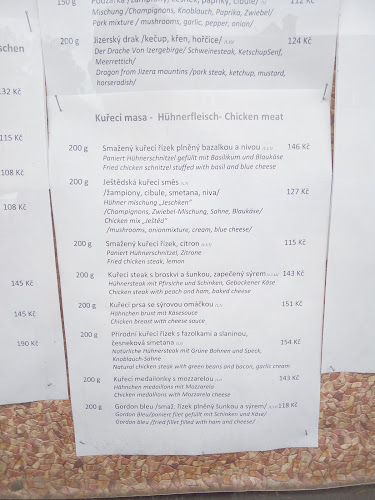 150 g
112 Kč
Mischung /Champignons, Knoblauch, Paprika, Zwiebel/
Park mixture / mushrooms, garlic, pepper, onion/
200 g Jizerský drak /kečup, křen, hořčice/ 124 Kč
Der Drache Von Izergebirge/ Schweinesteak, KetschupSenf,
Meerrettich/
Dragon from Jizera mountins /park steak, ketchup, mustard,
horseradish/
schen
132 Kč
115 Kč
108 Kč
108 Kč
145 Kč
145 Kč
190 Kč
Kuřecí masa - Hühnerfleisch- Chicken meat
200 g Smažený kuřecí řízek plněný bazalkou a nivou 146 Kč
Paniert Hühnerschnitzel gefüllt mit Basilikum und Blaukäse
Fried chicken schnitzel stuffed with basil and blue cheese
200 g Ještědská kuřecí směs
/žampiony, cibule, smetana, niva/ 127 Kč
Hühner mischung „Jeschken"
/Champignons, Zwiebel-Mischung, Sahne, Blaukäse/
Chicken mix „Ještěd"
/mushrooms, onionmixture, cream, blue cheese/
200 g Smažený kuřecí řízek, citron 115 Kč
Paniert Hühnerschnitzel, Zitrone
Fried chicken steak, lemon
200 g Kuřecí steak s broskví a šunkou, zapečený sýrem 143 Kč
Hühnersteak mit Pfirsiche und Schinken, Gebackener Käse
Chicken steak with peach and ham, baked cheese
200 g Kuřecí prsa se sýrovou omáčkou 151 Kč
Hähnchen brust mit Käsesauce
Chicken breast with cheese sauce
200 g Přírodní kuřecí řízek s fazolkami a slaninou,
česneková smetana 154 Kč
Natürliche Hühnersteak mit Grüne Bohnen und Speck,
Knoblauch-Sahne
Natural chicken steak with green beans and bacon, garlic cream
200 g Kuřecí medailonky s mozzarelou 143 Kč
Hähnchen medaillons mit Mozzarela
Chicken medallions with Mozzarela cheese
200 g Gordon bleu /smaž. řízek plněný šunkou a sýrem/ 118 Kč
Gordon Bleu/paniert filet gefüllt mit Schinken und Käse/
Gordon bleu /fried fillet filled with ham and cheese/